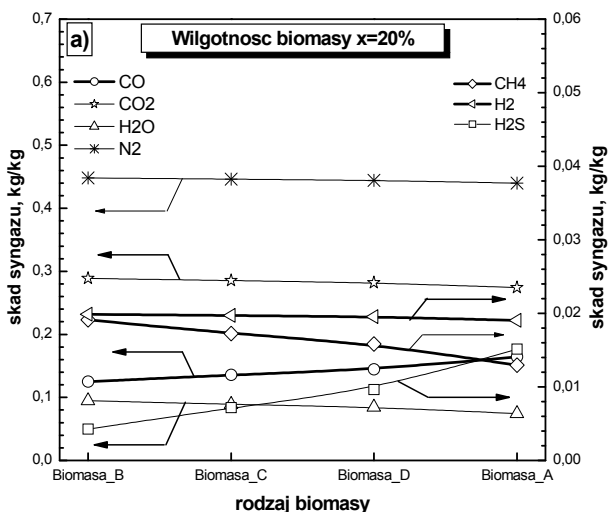 a)
Wilgotnosc biomasy x=20%
CO
CO2
H2O
N2
CH4
H2
H2S
skad syngazu, kg/kg
0,7
0,6
0,5
0,4
0,3
0,2
0,1
0,0
skad syngazu, kg/kg
0,06
0,05
0,04
0,03
0,02
0,01
0,00
Biomasa_B Biomasa_C Biomasa_D Biomasa_A
rodzaj biomasy